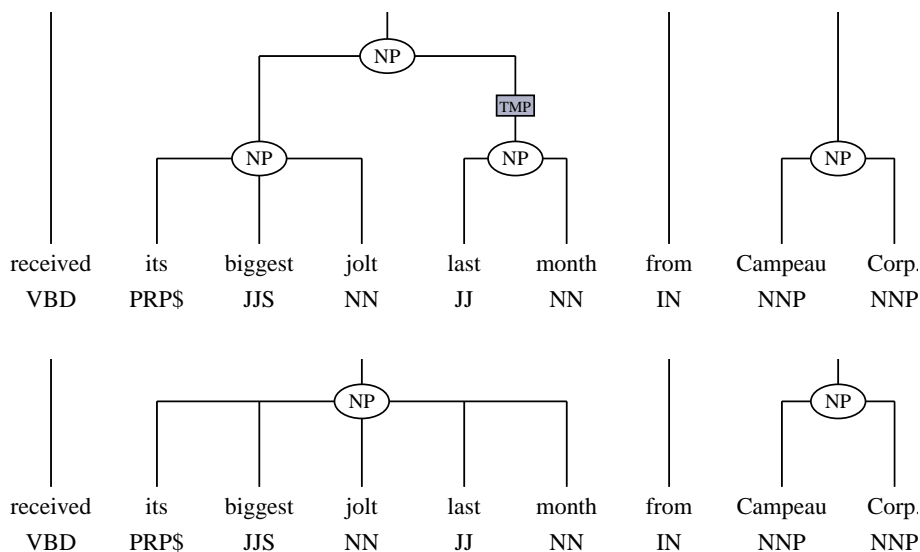 NP
TMP
NP NP NP
received its biggest jolt last month from Campeau Corp.
VBD PRP$ JJS NN JJ NN IN NNP NNP
NP NP
received its biggest jolt last month from Campeau Corp.
VBD PRP$ JJS NN JJ NN IN NNP NNP